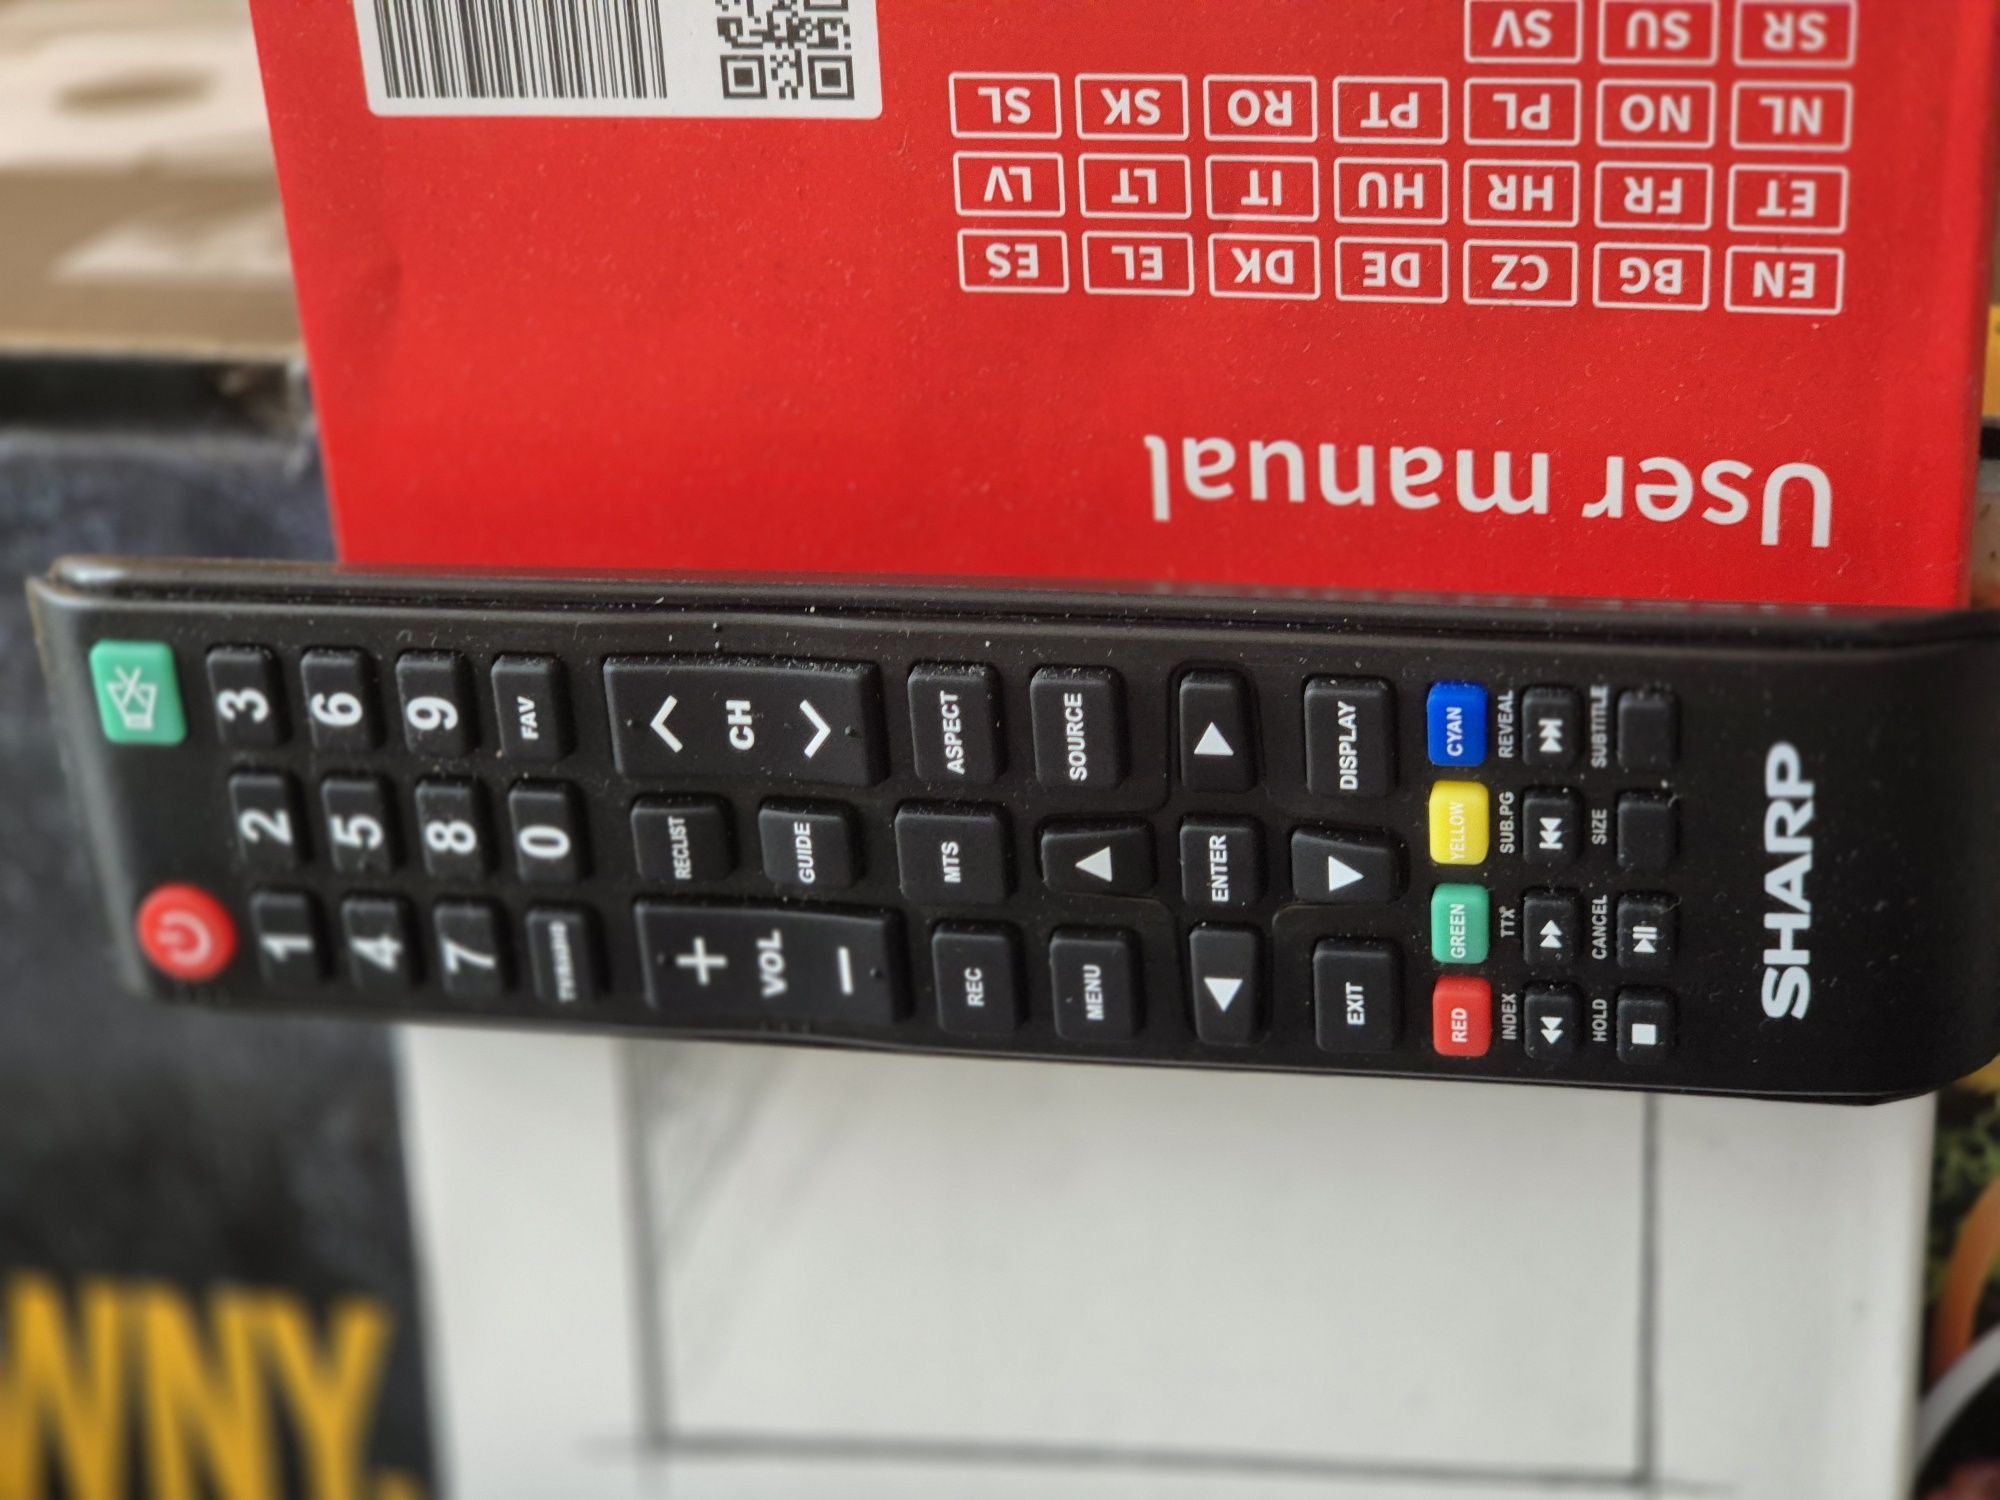 User manual
EN BG CZ DE DK EL ES
ET FR HR HU IT LT LV
NL NO PL PT RO SK SL
SR SU SV
1 2 3
4 5 6
7 8 9
TV/RADIO 0 FAV
+ RECLIST
VOL CH
- GUIDE
REC MTS ASPECT
MENU SOURCE
ENTER
EXIT DISPLAY
RED GREEN YELLOW CYAN
INDEX TTX SUB.PG REVEAL
HOLD CANCEL SIZE SUBTITLE
SHARP
WNY.